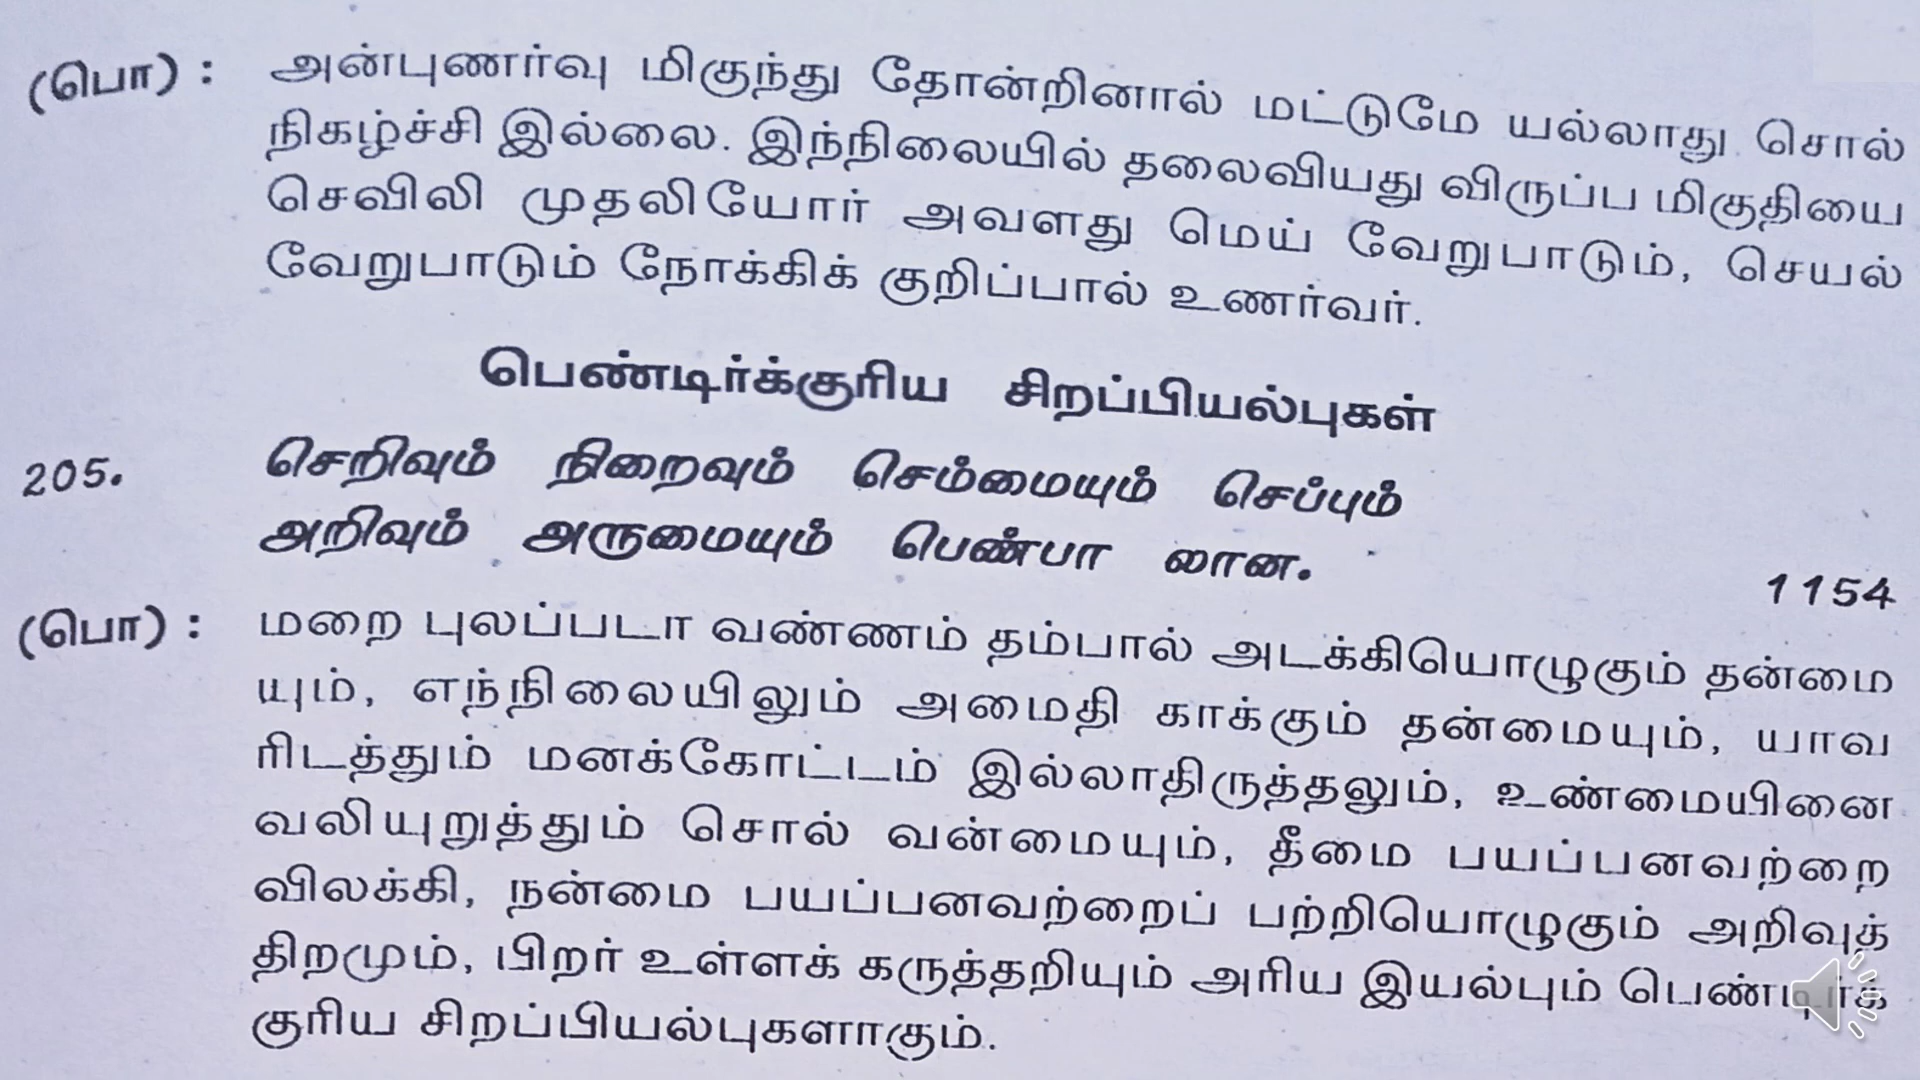 (பொ) : அன்புணர்வு மிகுந்து தோன்றினால் மட்டுமே யல்லாது சொல்
நிகழ்ச்சி இல்லை. இந்நிலையில் தலைவியது விருப்ப மிகுதியை
செவிலி முதலியோர் அவளது மெய் வேறுபாடும், செயல்
வேறுபாடும் நோக்கிக் குறிப்பால் உணர்வர்.
பெண்டிர்க்குரிய சிறப்பியல்புகள்
205. செறிவும் நிறைவும் செம்மையும் செப்பும்
அறிவும் அருமையும் பெண்பா லான.
1154
(பொ) : மறை புலப்படா வண்ணம் தம்பால் அடக்கியொழுகும் தன்மை
யும், எந்நிலையிலும் அமைதி காக்கும் தன்மையும், யாவ
ரிடத்தும் மனக்கோட்டம் இல்லாதிருத்தலும், உண்மையினை
வலியுறுத்தும் சொல் வன்மையும், தீமை பயப்பனவற்றை
விலக்கி, நன்மை பயப்பனவற்றைப் பற்றியொழுகும் அறிவுத்
திறமும், பிறர் உள்ளக் கருத்தறியும் அரிய இயல்பும்
குரிய சிறப்பியல்புகளாகும்.